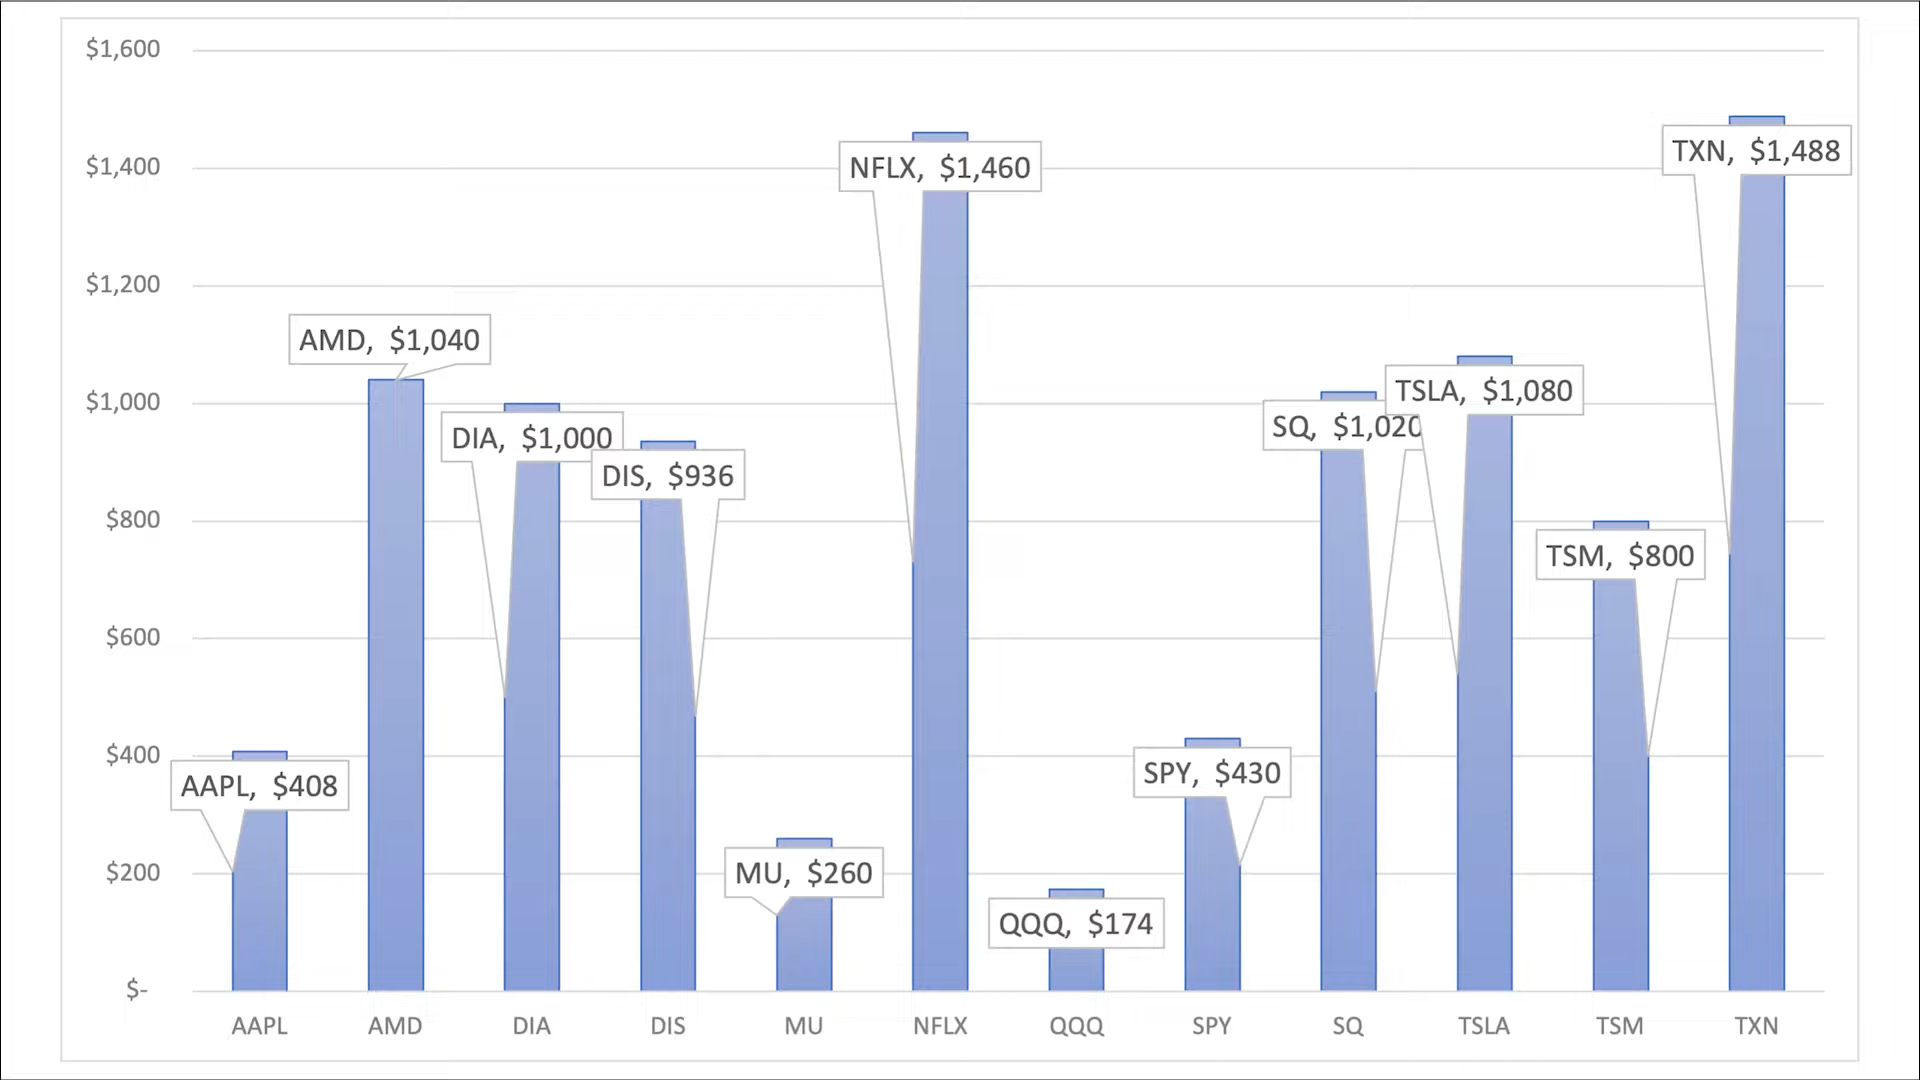 $1,600
$1,400
$1,200
$1,000
$800
$600
$400
$200
$-
AAPL, $408
AMD, $1,040
DIA, $1,000
DIS, $936
MU, $260
NFLX, $1,460
QQQ, $174
SPY, $430
SQ, $1,020
TSLA, $1,080
TSM, $800
TXN, $1,488
AAPL AMD DIA DIS MU NFLX QQQ SPY SQ TSLA TSM TXN